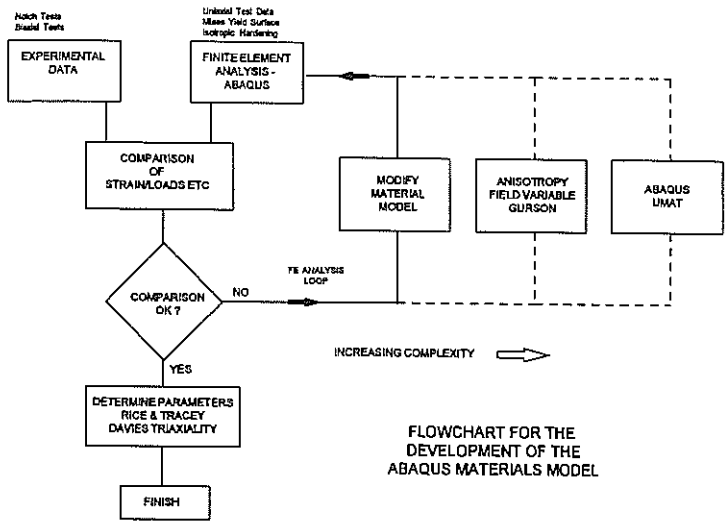 Notch Tests
Biaxial Tests
Uniaxial Test Data
Mises Yield Surface
Isotropic Hardening
EXPERIMENTAL
DATA
FINITE ELEMENT
ANALYSIS -
ABAQUS
COMPARISON
OF
STRAIN/LOADS ETC
MODIFY
MATERIAL
MODEL
ANISOTROPY
FIELD VARIABLE
GURSON
ABAQUS
UMAT
COMPARISON
OK ?
NO
FE ANALYSIS
LOOP
YES
INCREASING COMPLEXITY
DETERMINE PARAMETERS
RICE & TRACEY
DAVIES TRIAXIALITY
FINISH
FLOWCHART FOR THE
DEVELOPMENT OF THE
ABAQUS MATERIALS MODEL